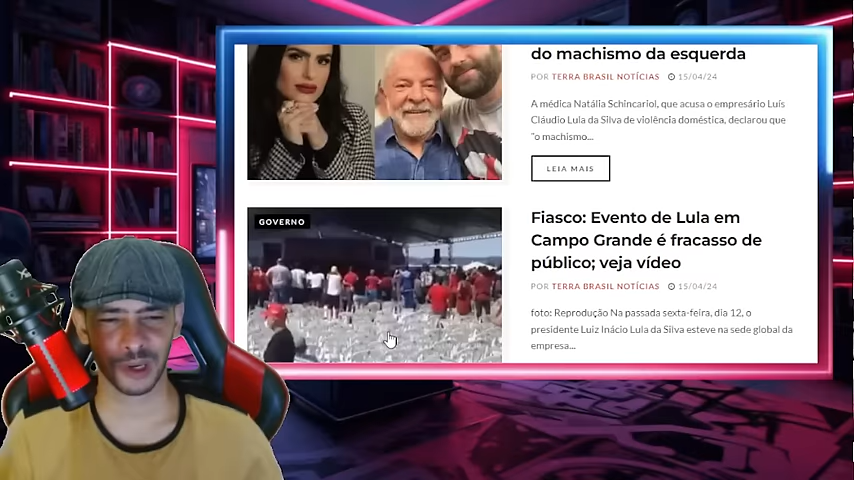 do machismo da esquerda
POR TERRA BRASIL NOTÍCIAS 15/04/24
A médica Natália Schincariol, que acusa o empresário Luís
Cláudio Lula da Silva de violência doméstica, declarou que
"o machismo...
LEIA MAIS
GOVERNO
Fiasco: Evento de Lula em
Campo Grande é fracasso de
público; veja vídeo
POR TERRA BRASIL NOTÍCIAS 15/04/24
foto: Reprodução Na passada sexta-feira, dia 12, o
presidente Luiz Inácio Lula da Silva esteve na sede global da
empresa...